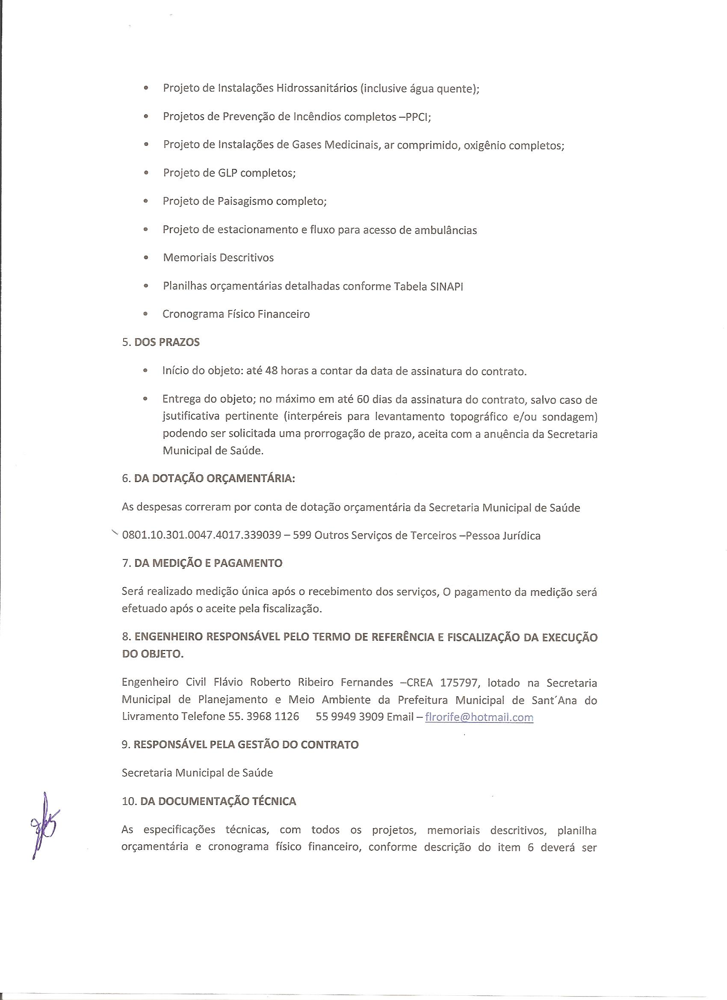 • Projeto de Instalações Hidrossanitários (inclusive água quente);
• Projetos de Prevenção de Incêndios completos –PPCI;
• Projeto de Instalações de Gases Medicinais, ar comprimido, oxigênio completos;
• Projeto de GLP completos;
• Projeto de Paisagismo completo;
• Projeto de estacionamento e fluxo para acesso de ambulâncias
• Memoriais Descritivos
• Planilhas orçamentárias detalhadas conforme Tabela SINAPI
• Cronograma Físico Financeiro
5. DOS PRAZOS
• Início do objeto: até 48 horas a contar da data de assinatura do contrato.
• Entrega do objeto; no máximo em até 60 dias da assinatura do contrato, salvo caso de
jsutificativa pertinente (interpéreis para levantamento topográfico e/ou sondagem)
podendo ser solicitada uma prorrogação de prazo, aceita com a anuência da Secretaria
Municipal de Saúde.
6. DA DOTAÇÃO ORÇAMENTÁRIA:
As despesas correram por conta de dotação orçamentária da Secretaria Municipal de Saúde
0801.10.301.0047.4017.339039 – 599 Outros Serviços de Terceiros –Pessoa Jurídica
7. DA MEDIÇÃO E PAGAMENTO
Será realizado medição única após o recebimento dos serviços, O pagamento da medição será
efetuado após o aceite pela fiscalização.
8. ENGENHEIRO RESPONSÁVEL PELO TERMO DE REFERÊNCIA E FISCALIZAÇÃO DA EXECUÇÃO
DO OBJETO.
Engenheiro Civil Flávio Roberto Ribeiro Fernandes –CREA 175797, lotado na Secretaria
Municipal de Planejamento e Meio Ambiente da Prefeitura Municipal de Sant´Ana do
Livramento Telefone 55. 3968 1126 55 9949 3909 Email – flrorife@hotmail.com
9. RESPONSÁVEL PELA GESTÃO DO CONTRATO
Secretaria Municipal de Saúde
10. DA DOCUMENTAÇÃO TÉCNICA
As especificações técnicas, com todos os projetos, memoriais descritivos, planilha
orçamentária e cronograma físico financeiro, conforme descrição do item 6 deverá ser